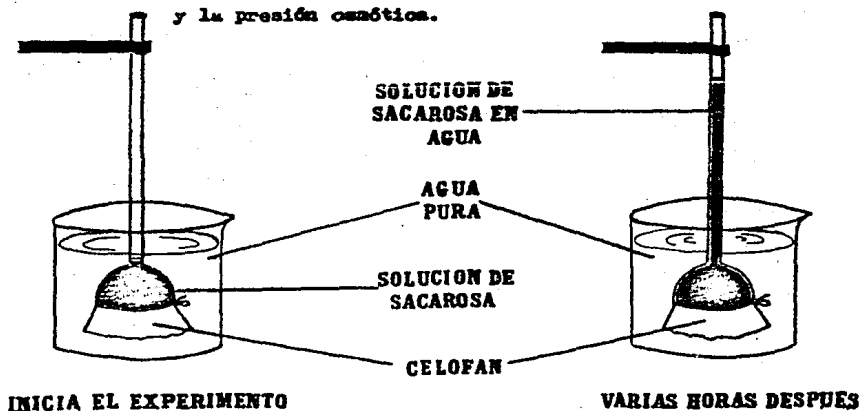 y la presión osmótica.
SOLUCION DE
SACAROSA EN
AGUA
AGUA
PURA
SOLUCION DE
SACAROSA
CELOFAN
INICIA EL EXPERIMENTO
VARIAS HORAS DESPUES